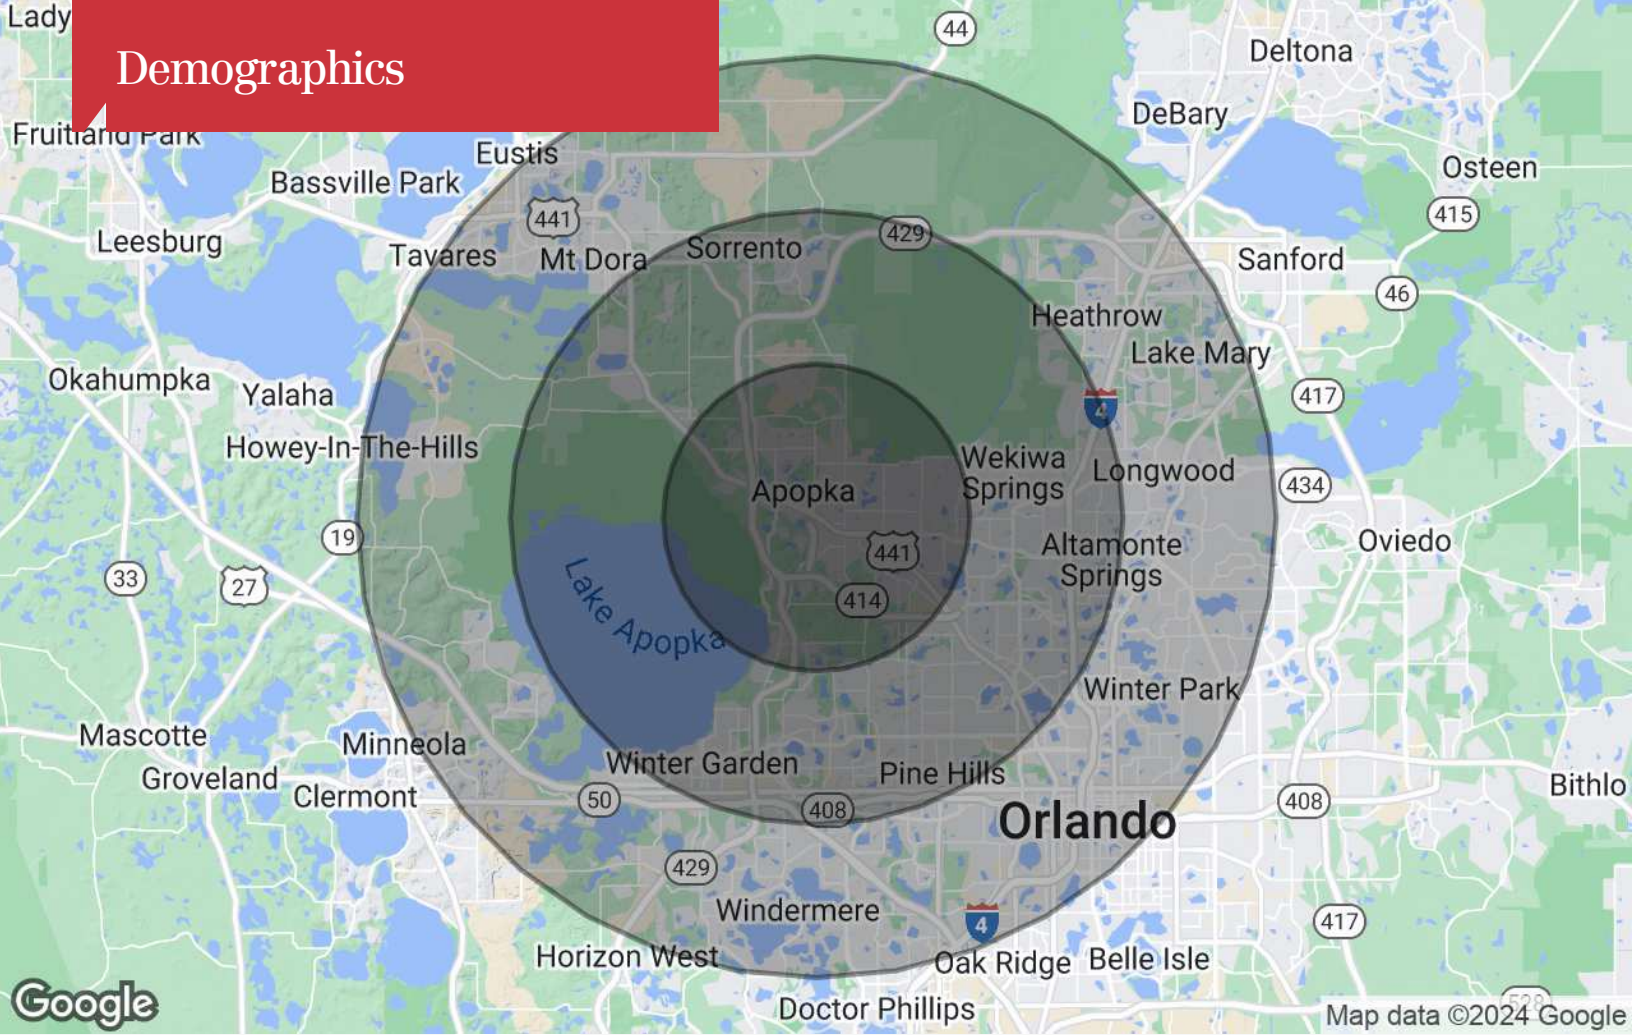 Lady
Demographics
44
Deltona
DeBary
Fruitland Park
Eustis
Osteen
Bassville Park
441
415
429
Leesburg
Tavares
Mt Dora
Sorrento
Sanford
46
Heathrow
Lake Mary
Okahumpka
Yalaha
4
417
Howey-In-The-Hills
Wekiwa
Springs
Longwood
Apopka
434
19
441
Altamonte
Springs
Oviedo
33
27
414
Lake Apopka
Winter Park
Mascotte
Minneola
Winter Garden
Pine Hills
Groveland
Clermont
50
408
Orlando
408
Bithlo
429
Windermere
4
417
Horizon West
Oak Ridge
Belle Isle
Doctor Phillips
528
Google
Map data ©2024 Google